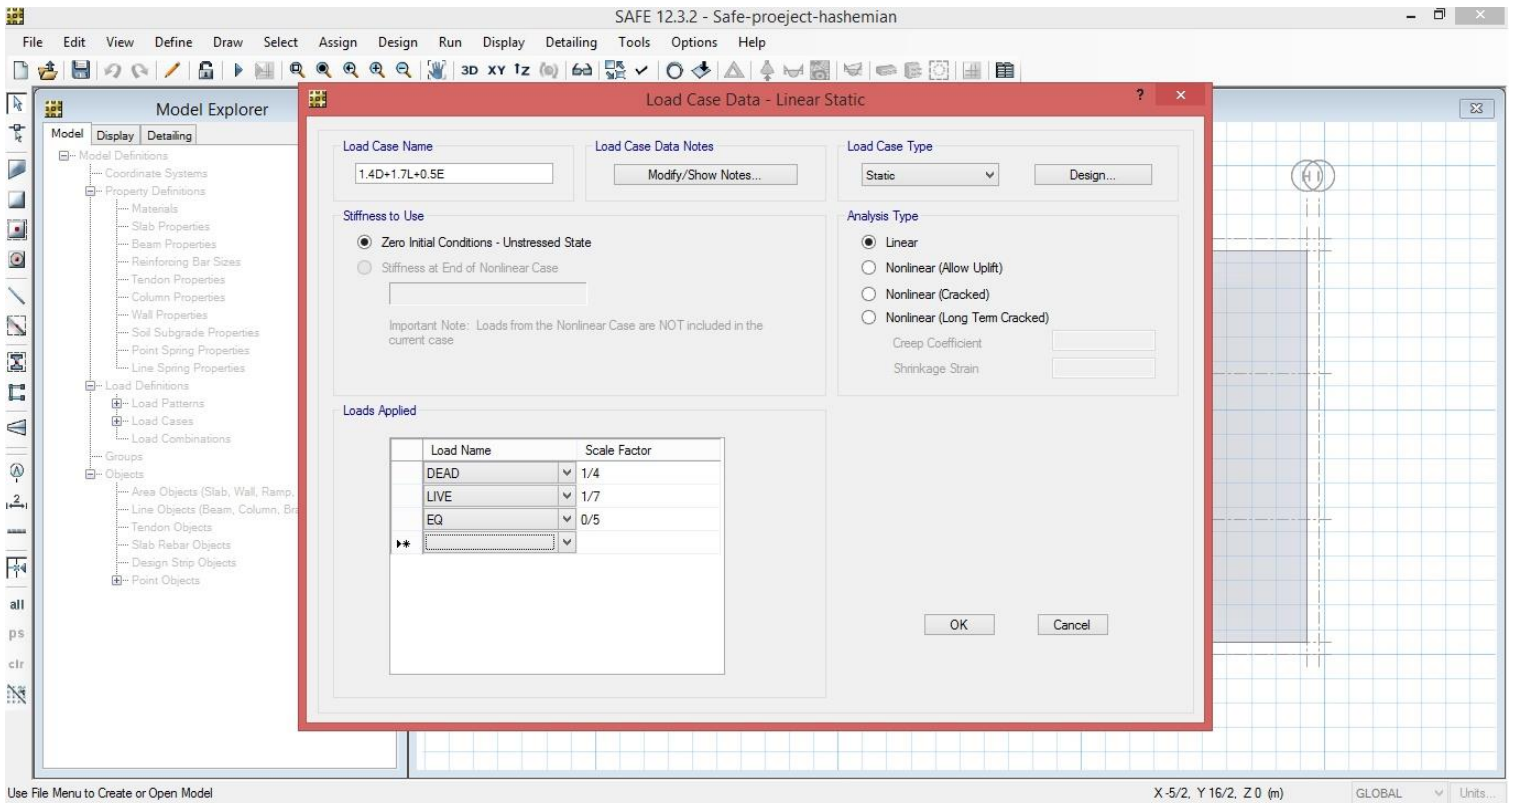 SAFE 12.3.2 - Safe-proeject-hashemian
File Edit View Define Draw Select Assign Design Run Display Detailing Tools Options Help
3D XY 1Z
Model Explorer
Model Display Detailing
Model Definitions
Coordinate Systems
Property Definitions
Materials
Slab Properties
Beam Properties
Reinforcing Bar Sizes
Tendon Properties
Column Properties
Wall Properties
Soil Subgrade Properties
Point Spring Properties
Line Spring Properties
Load Definitions
Load Patterns
Load Cases
Load Combinations
Groups
Objects
Area Objects (Slab, Wall, Ramp,
Line Objects (Beam, Column,
Tendon Objects
Slab Rebar Objects
Design Strip Objects
Point Objects
all
ps
clr
Load Case Data - Linear Static
? ×
Load Case Name
1.4D+1.7L+0.5E
Load Case Data Notes
Modify/Show Notes...
Load Case Type
Static
Design...
Stiffness to Use
Zero Initial Conditions - Unstressed State
Stiffness at End of Nonlinear Case
Important Note: Loads from the Nonlinear Case are NOT included in the
current case
Analysis Type
Linear
Nonlinear (Allow Uplift)
Nonlinear (Cracked)
Nonlinear (Long Term Cracked)
Creep Coefficient
Shrinkage Strain
Loads Applied
Load Name Scale Factor
DEAD 1/4
LIVE 1/7
EQ 0/5
OK Cancel
Use File Menu to Create or Open Model
X -5/2, Y 16/2, Z 0 (m)
GLOBAL
Units...